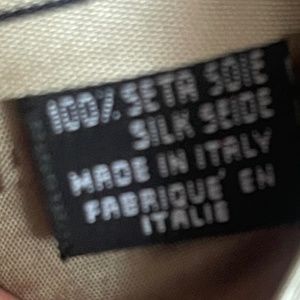 100% SETA SOIE
SILK SEIDE
MADE IN ITALY
FABRIQUE' EN
ITALIE